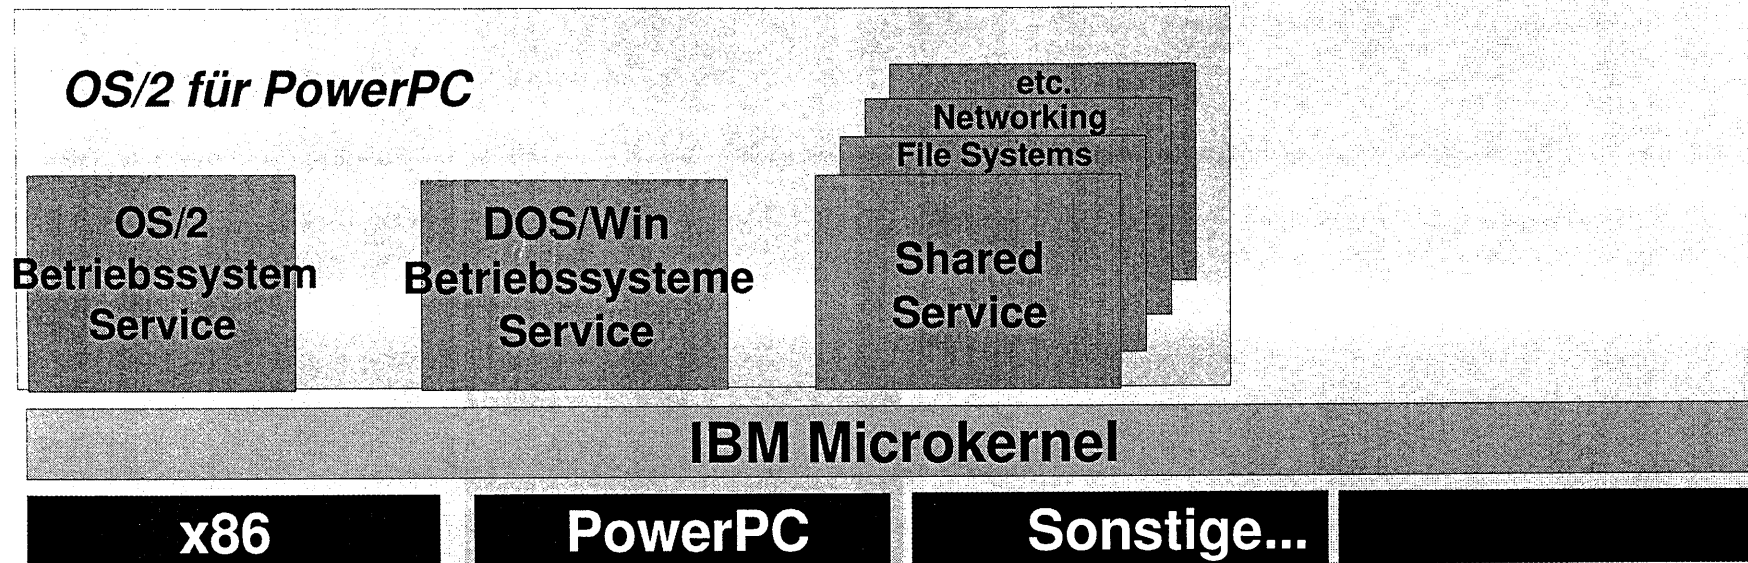 OS/2 für PowerPC
etc.
Networking
File Systems
OS/2
Betriebssystem
Service
DOS/Win
Betriebssysteme
Service
Shared
Service
IBM Microkernel
x86
PowerPC
Sonstige...